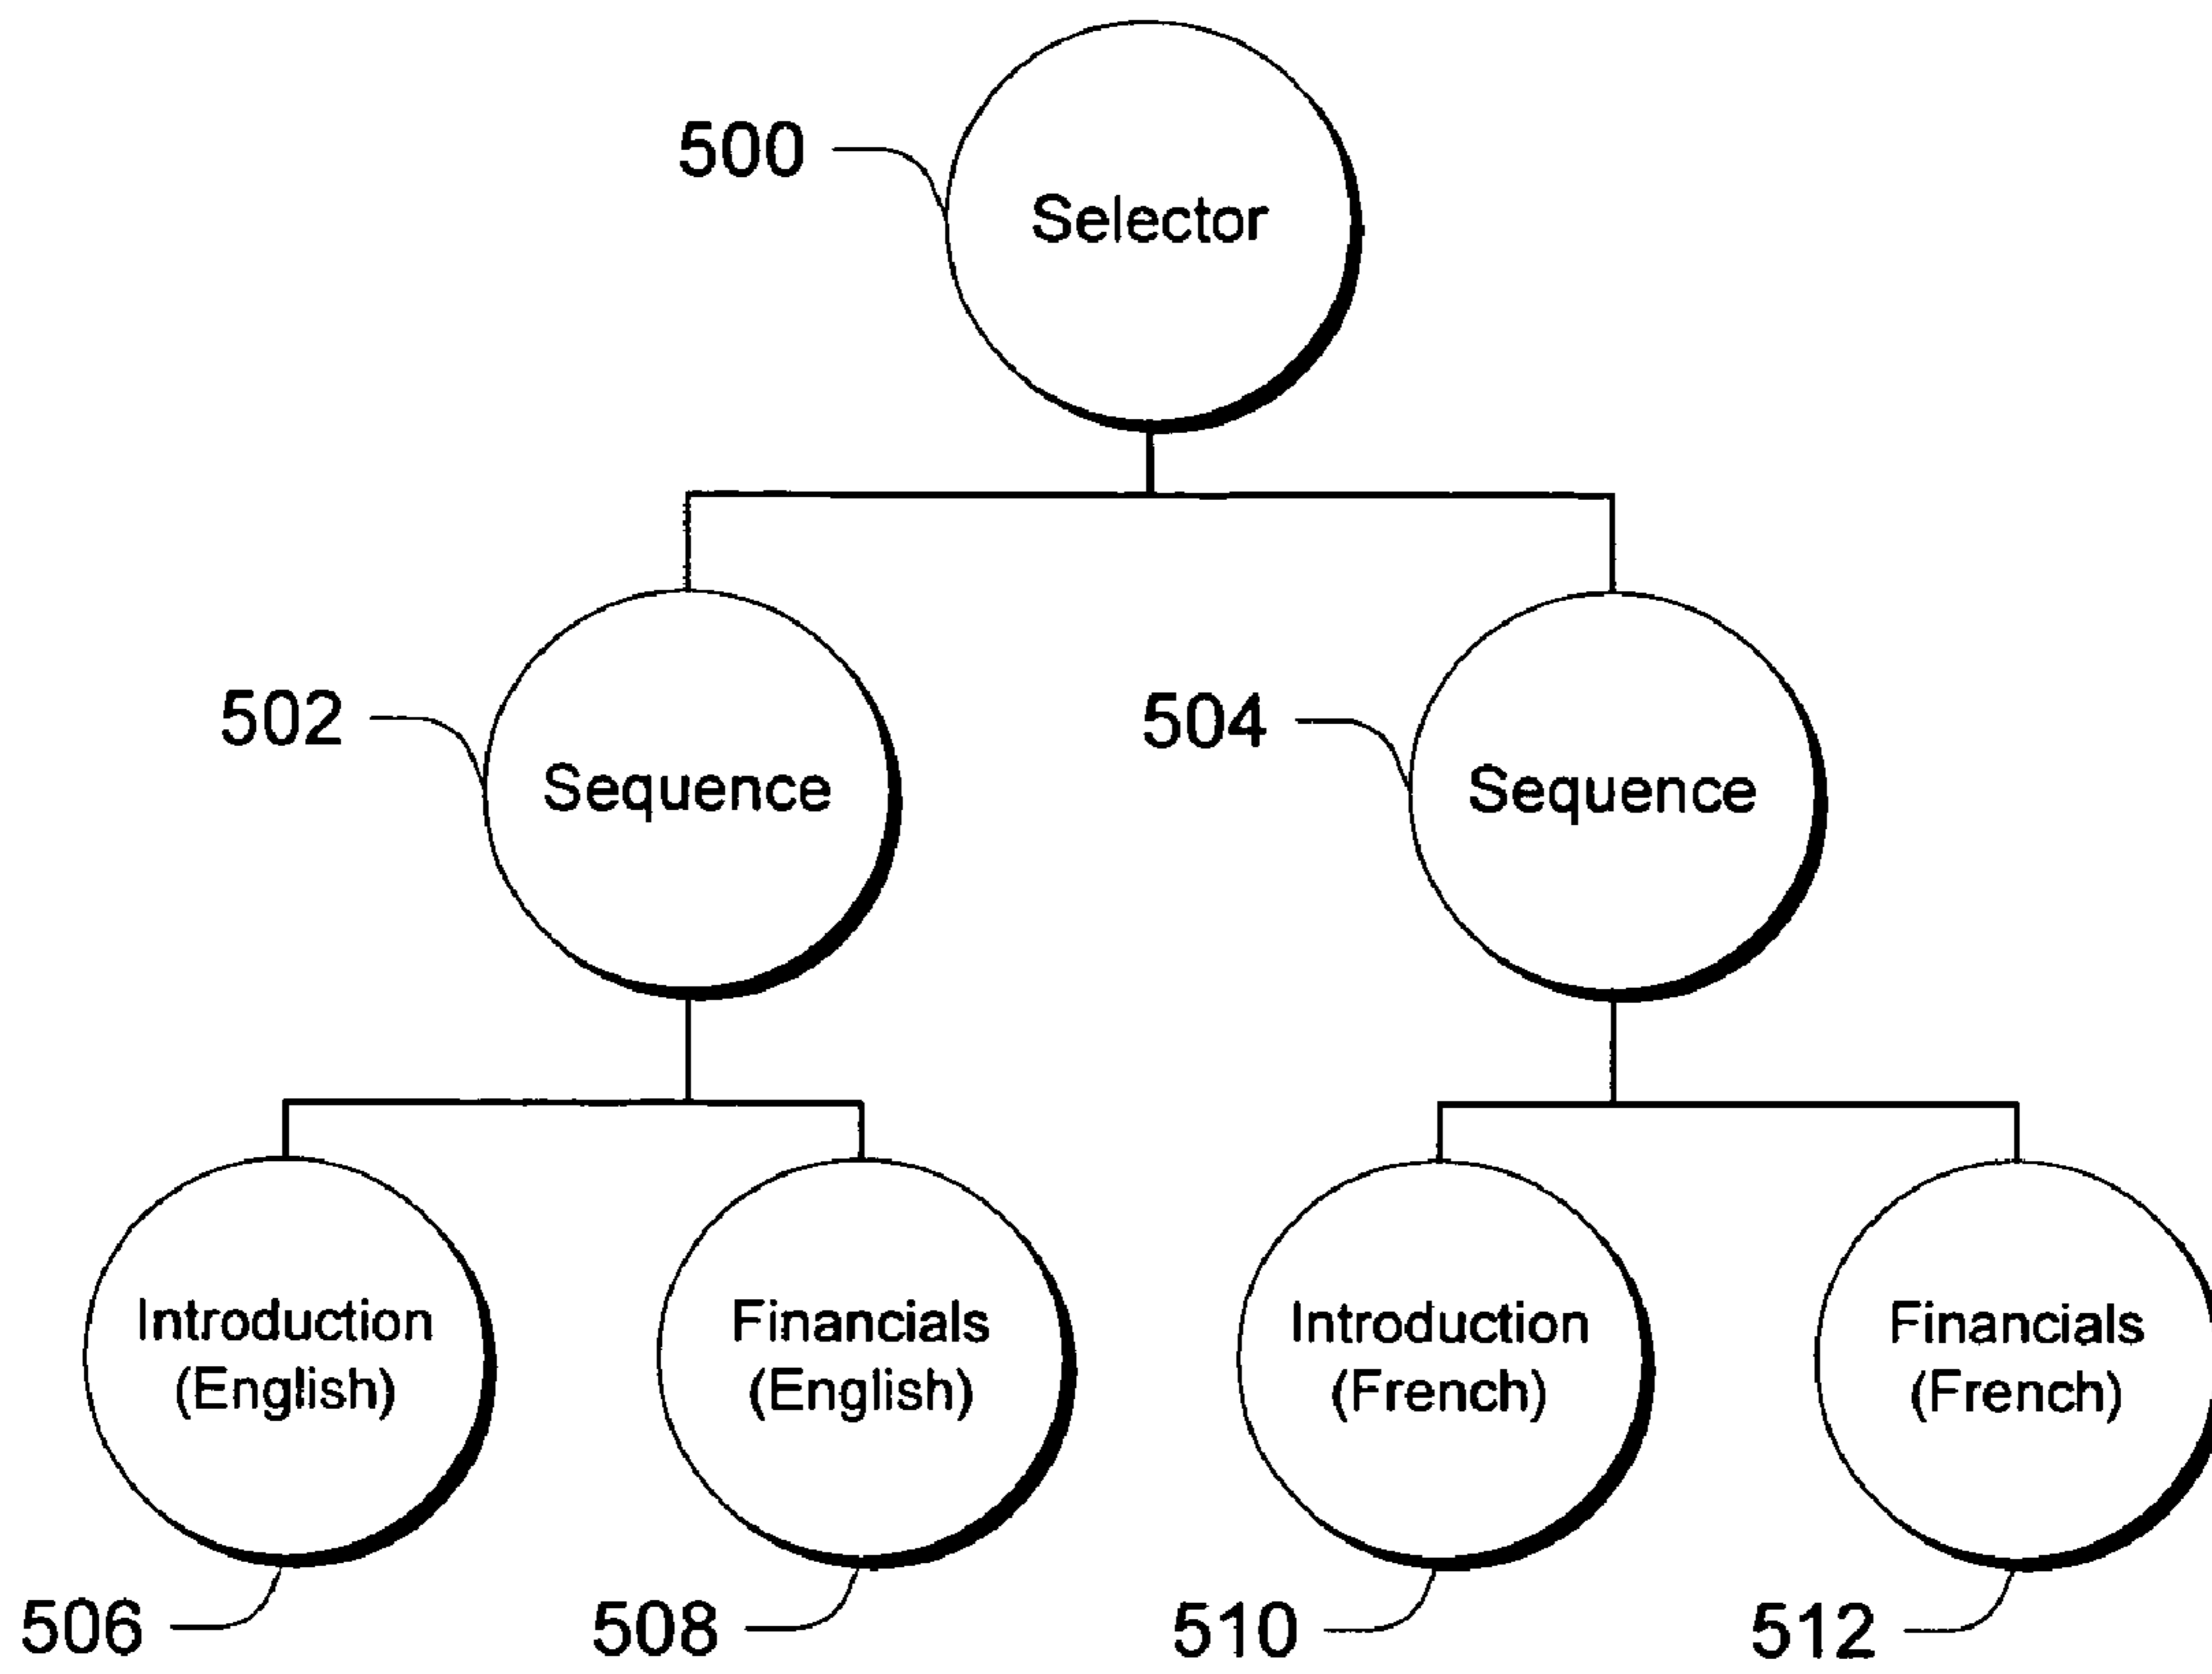 500
Selector
502
Sequence
504
Sequence
Introduction
(English)
Financials
(English)
Introduction
(French)
Financials
(French)
506
508
510
512